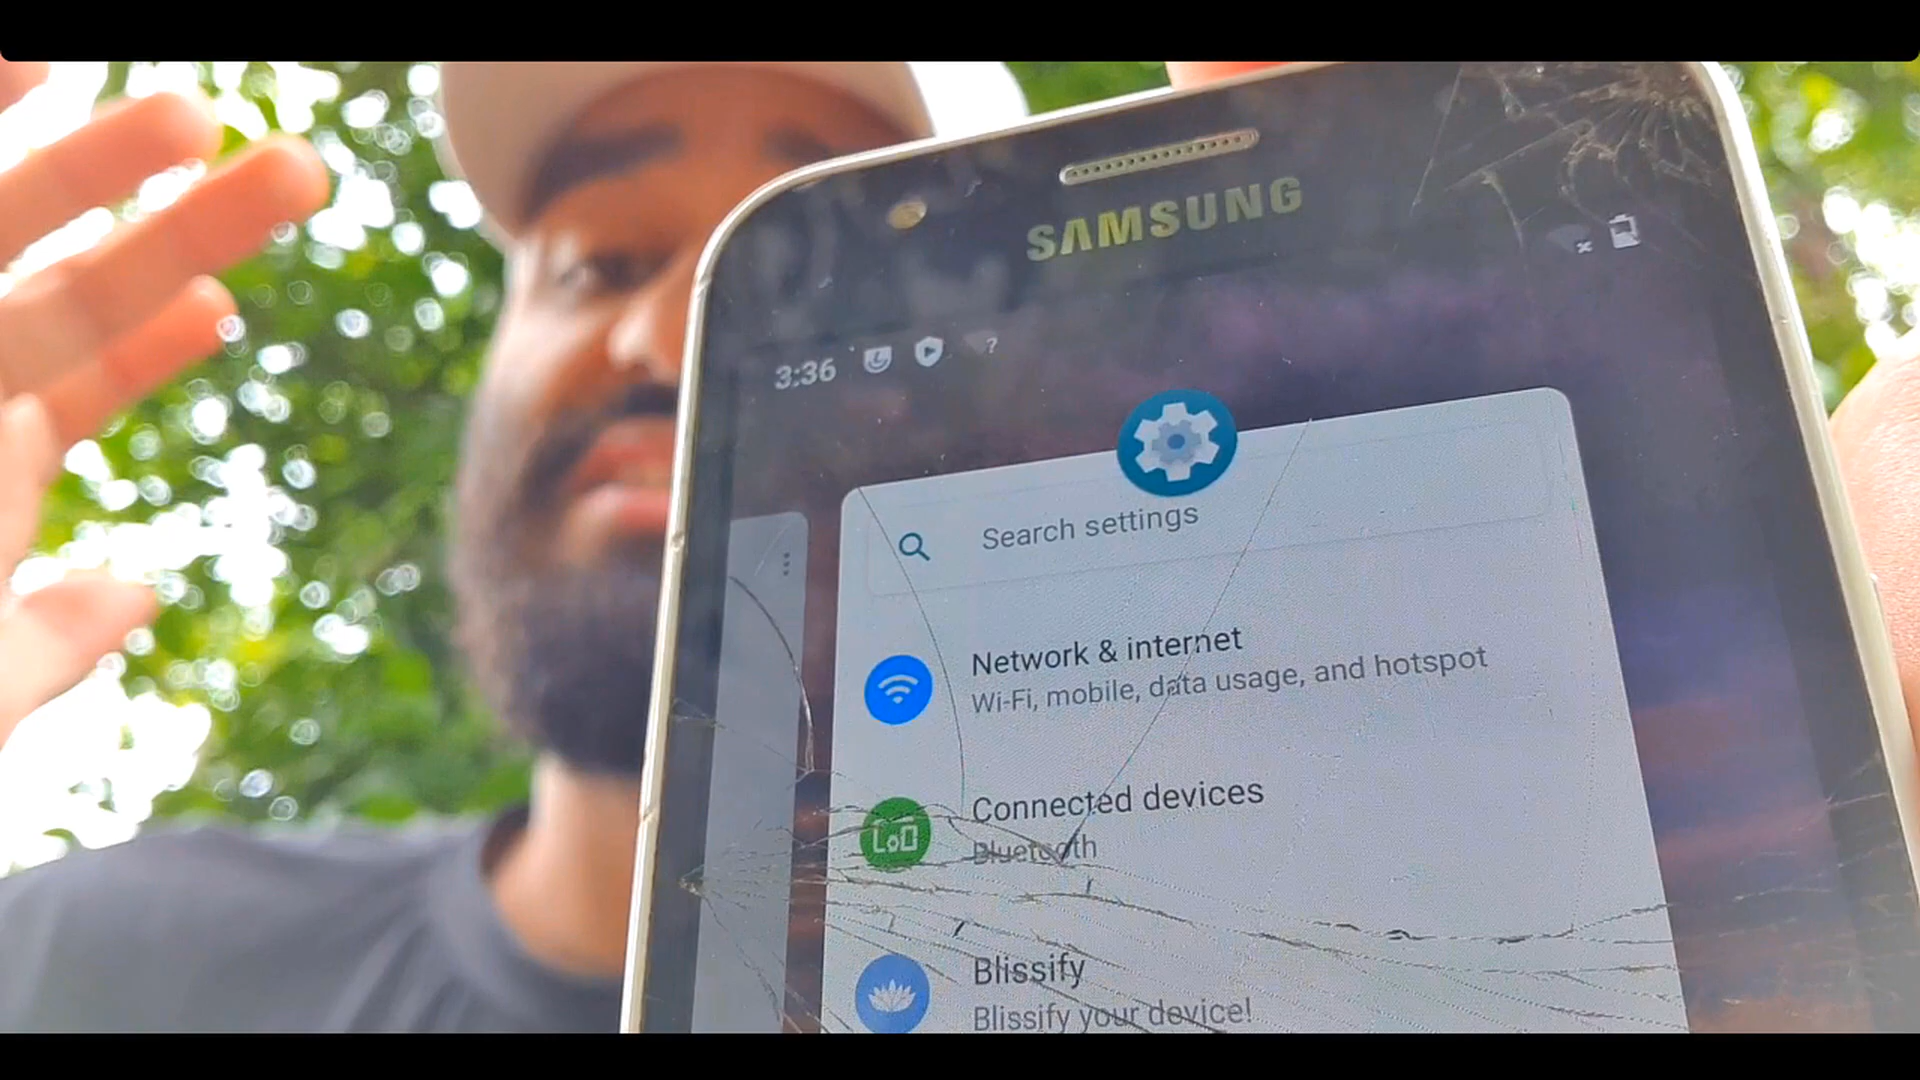 SAMSUNG
3:36
?
Search settings
Network & internet
Wi-Fi, mobile, data usage, and hotspot
Connected devices
Bluetooth
Blissify
Blissify your device!